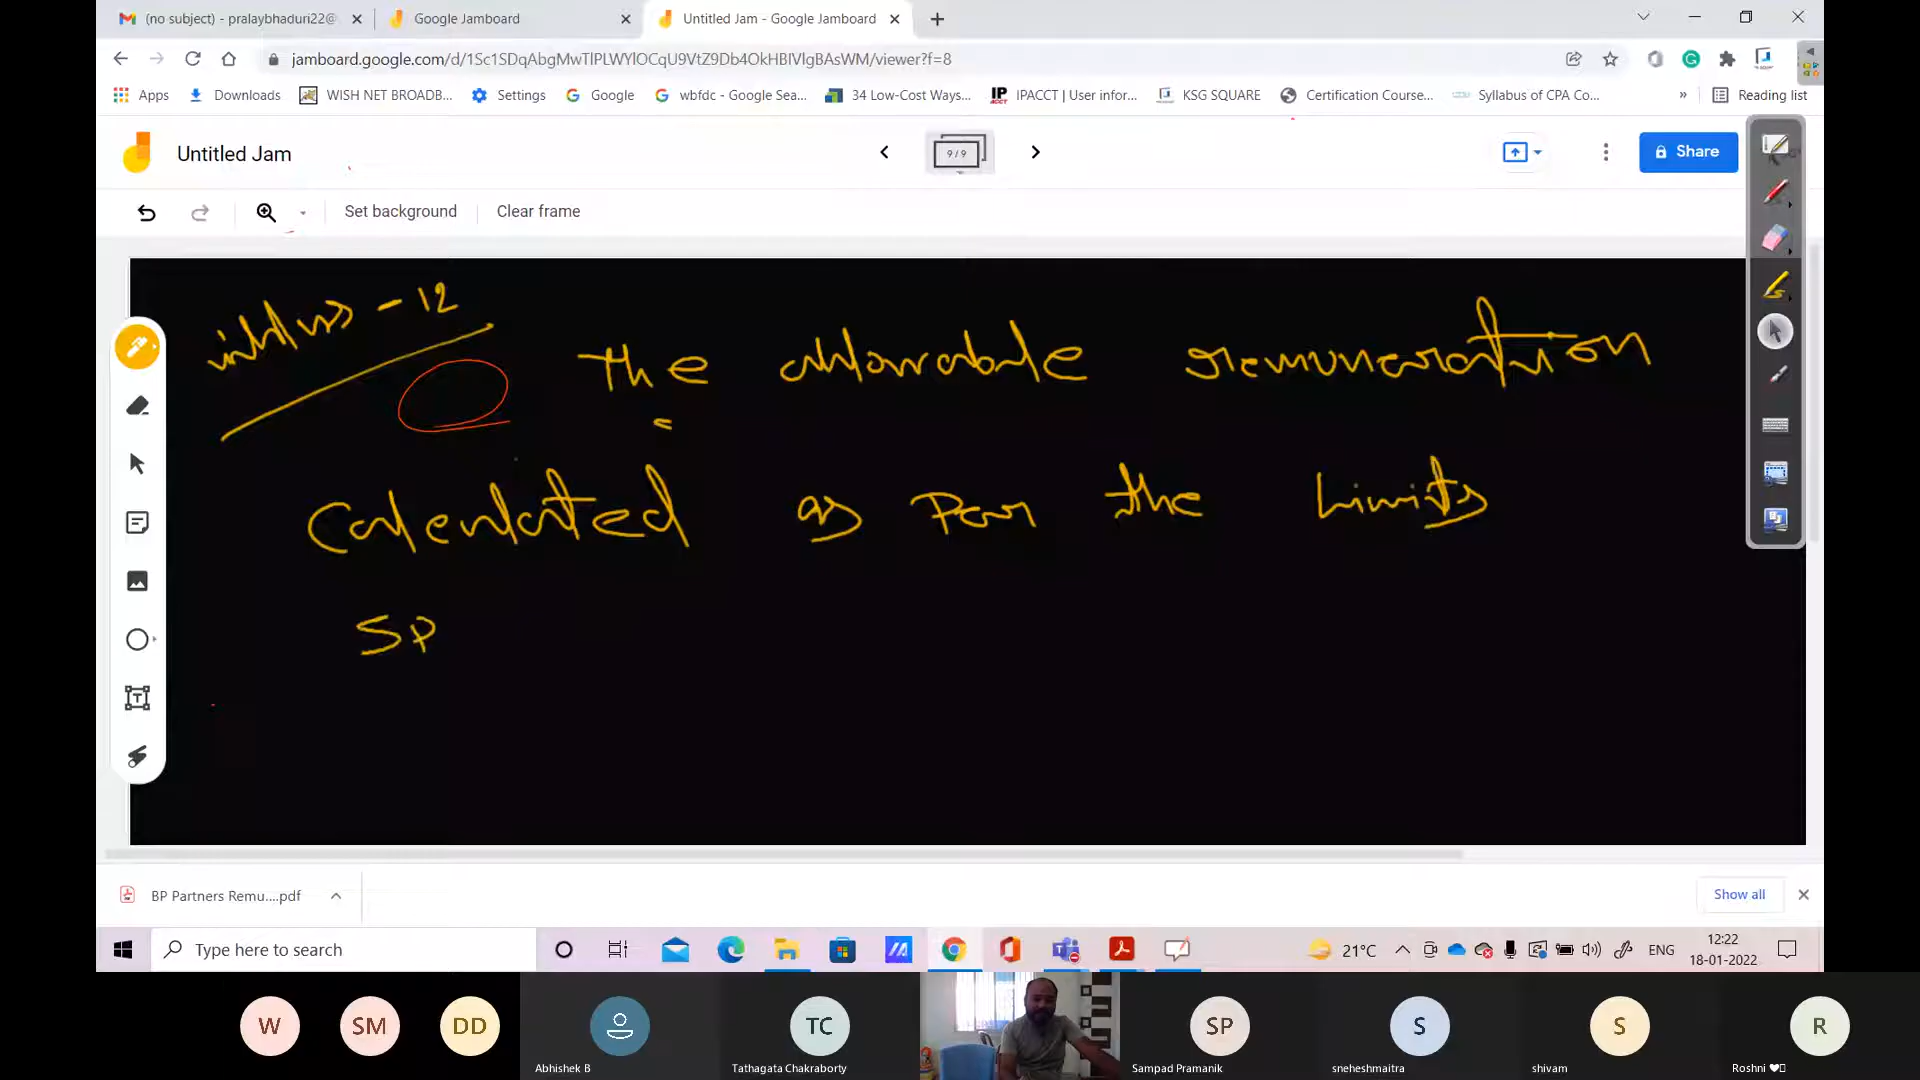 (no subject) - pralaybhaduri22@
Google Jamboard
Untitled Jam - Google Jamboard
jamboard.google.com/d/1Sc1SDqAbgMwTlPLWYlOCqU9VtZ9Db4OkHBIVlgBAsWM/viewer?f=8
Apps Downloads WISH NET BROADB... Settings Google wbfdc - Google Sea... 34 Low-Cost Ways... IPACCT | User infor... KSG SQUARE Certification Course... Syllabus of CPA Co... » Reading list
Untitled Jam
9 / 9
Share
Set background Clear frame
- 12
The allowable remuneration
Calculated as per the limits
SP
BP Partners Remu....pdf
Show all
Type here to search
21°C
ENG
12:22
18-01-2022
W SM DD TC SP S S R
Abhishek B Tathagata Chakraborty Sampad Pramanik sneheshmaitra shivam Roshni